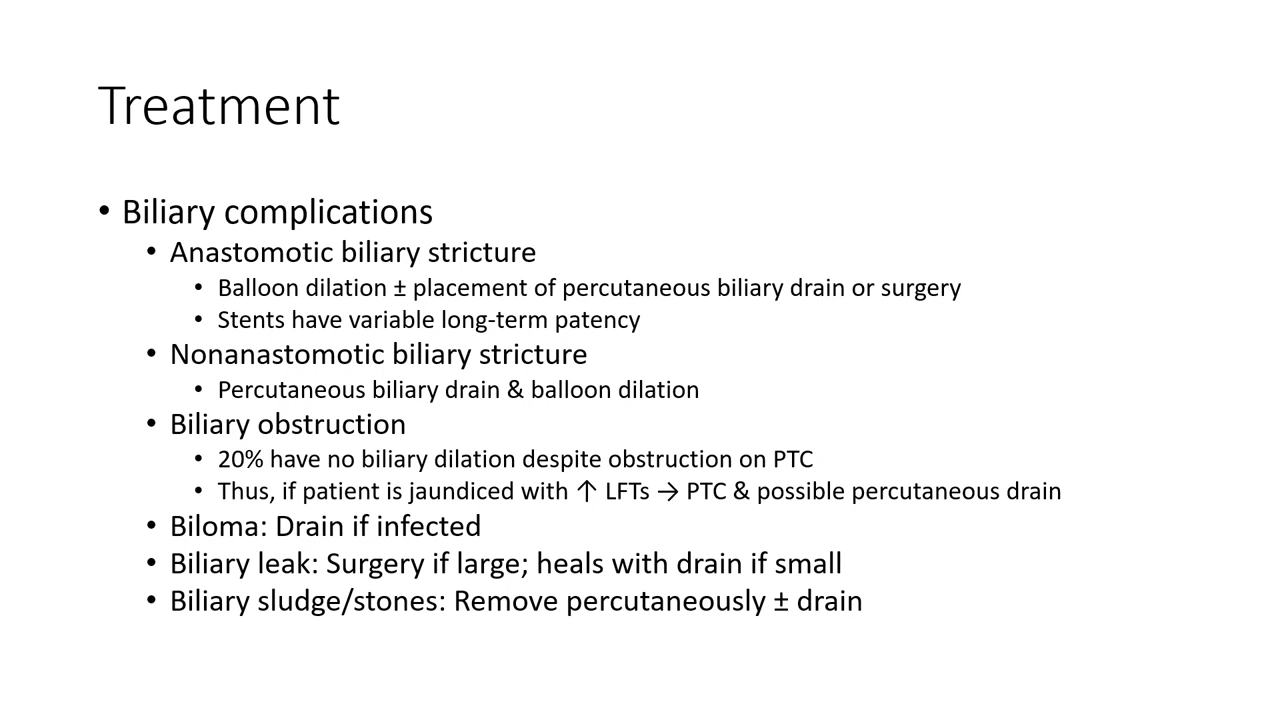 Treatment
• Biliary complications
• Anastomotic biliary stricture
• Balloon dilation ± placement of percutaneous biliary drain or surgery
• Stents have variable long-term patency
• Nonanastomotic biliary stricture
• Percutaneous biliary drain & balloon dilation
• Biliary obstruction
• 20% have no biliary dilation despite obstruction on PTC
• Thus, if patient is jaundiced with ↑ LFTs → PTC & possible percutaneous drain
• Biloma: Drain if infected
• Biliary leak: Surgery if large; heals with drain if small
• Biliary sludge/stones: Remove percutaneously ± drain